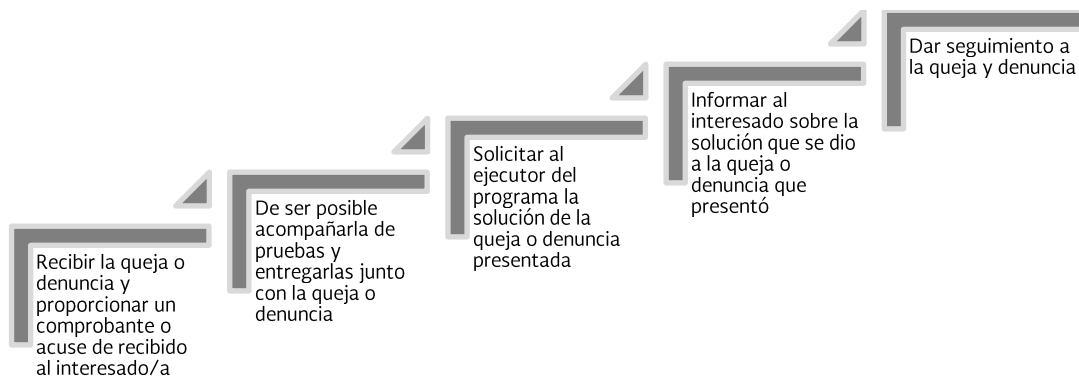 Recibir la queja o
denuncia y
proporcionar un
comprobante o
acuse de recibido
al interesado/a
De ser posible
acompañarla de
pruebas y
entregarlas junto
con la queja o
denuncia
Solicitar al
ejecutor del
programa la
solución de la
queja o denuncia
presentada
Informar al
interesado sobre la
solución que se dio
a la queja o
denuncia que
presentó
Dar seguimiento a
la queja y denuncia